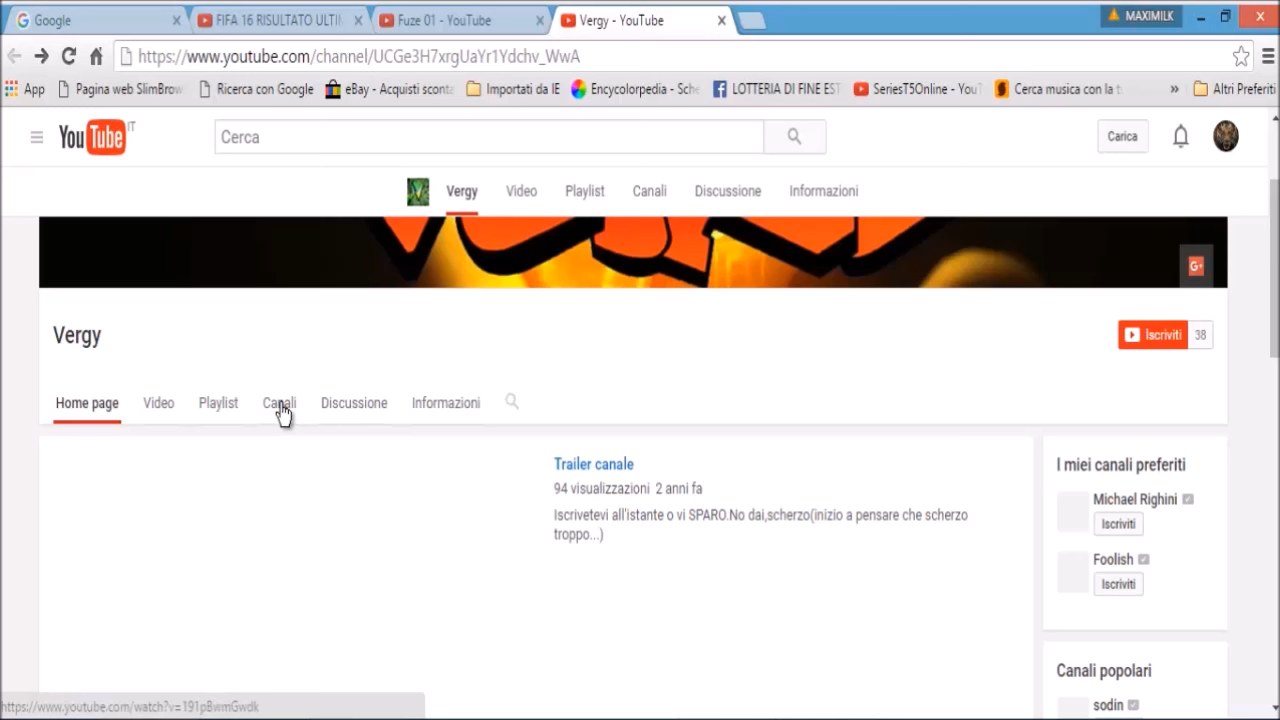 Google
FIFA 16 RISULTATO ULTI
Fuze 01 - YouTube
Vergy - YouTube
MAXIMILK
https://www.youtube.com/channel/UCGe3H7xrgUaYr1Ydchv_WwA
App
Pagina web SlimBrow
Ricerca con Google
eBay - Acquisti sconta
Importati da IE
Encycolorpedia - Sche
LOTTERIA DI FINE EST
SeriesT5Online - YouT
Cerca musica con la t
»
Altri Preferiti
YouTube IT
Cerca
Carica
Vergy
Video
Playlist
Canali
Discussione
Informazioni
G+
Vergy
Iscriviti
38
Home page
Video
Playlist
Canali
Discussione
Informazioni
Trailer canale
94 visualizzazioni 2 anni fa
Iscrivetevi all'istante o vi SPARO.No dai,scherzo(inizio a pensare che scherzo
troppo...)
I miei canali preferiti
Michael Righini
Iscriviti
Foolish
Iscriviti
Canali popolari
sodin
https://www.youtube.com/watch?v=191pBwmGwdk